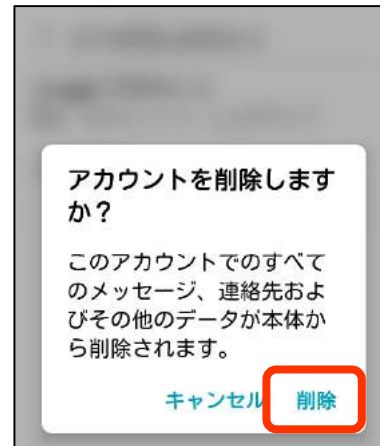 アカウントを削除します
か？
このアカウントでのすべて
のメッセージ、連絡先およ
びその他のデータが本体か
ら削除されます。
キャンセル 削除